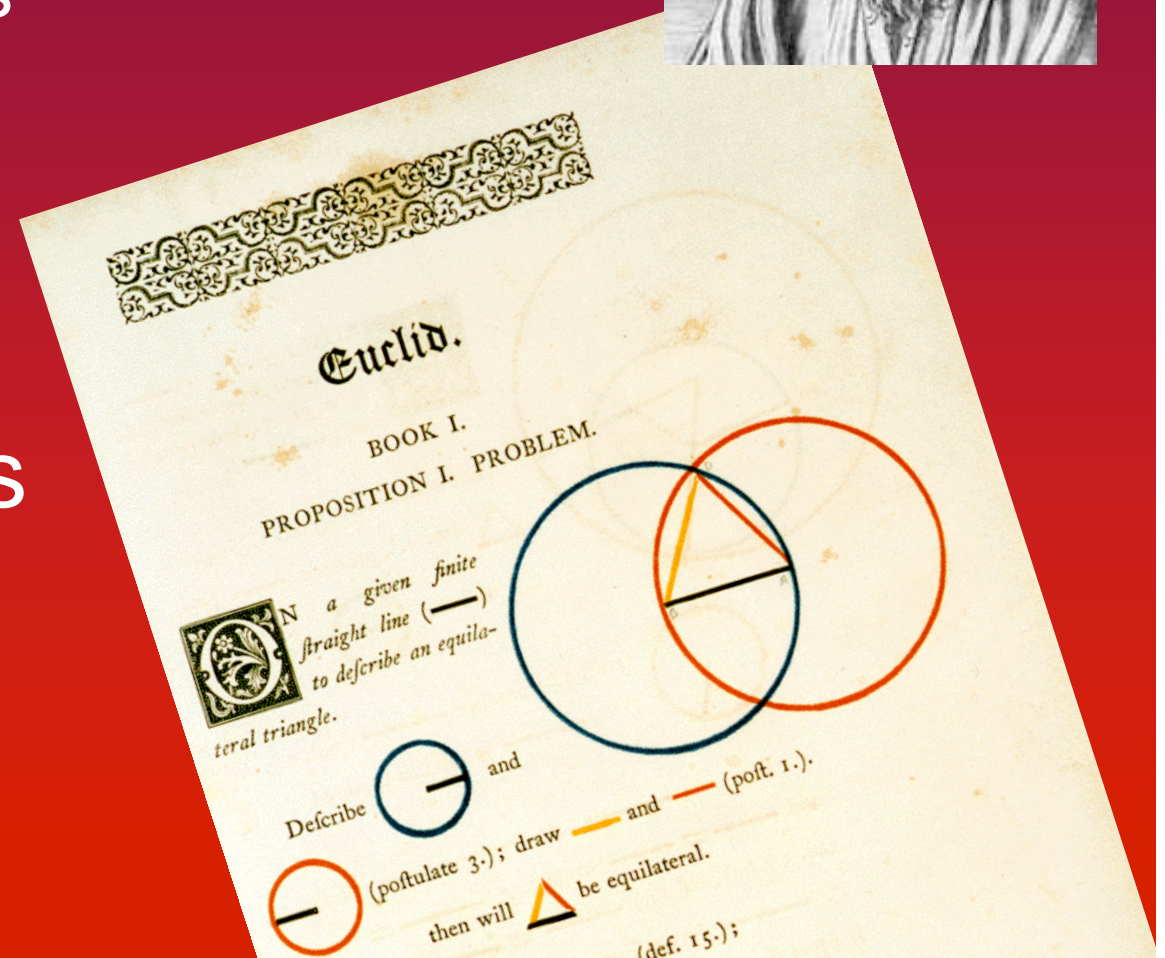 s
s
Euclid.
BOOK I.
PROPOSITION I. PROBLEM.
ON a given finite
ſtraight line ( )
to deſcribe an equila-
teral triangle.
Deſcribe and
(poſtulate 3.); draw and (poſt. 1.).
then will be equilateral.
(def. 15.);